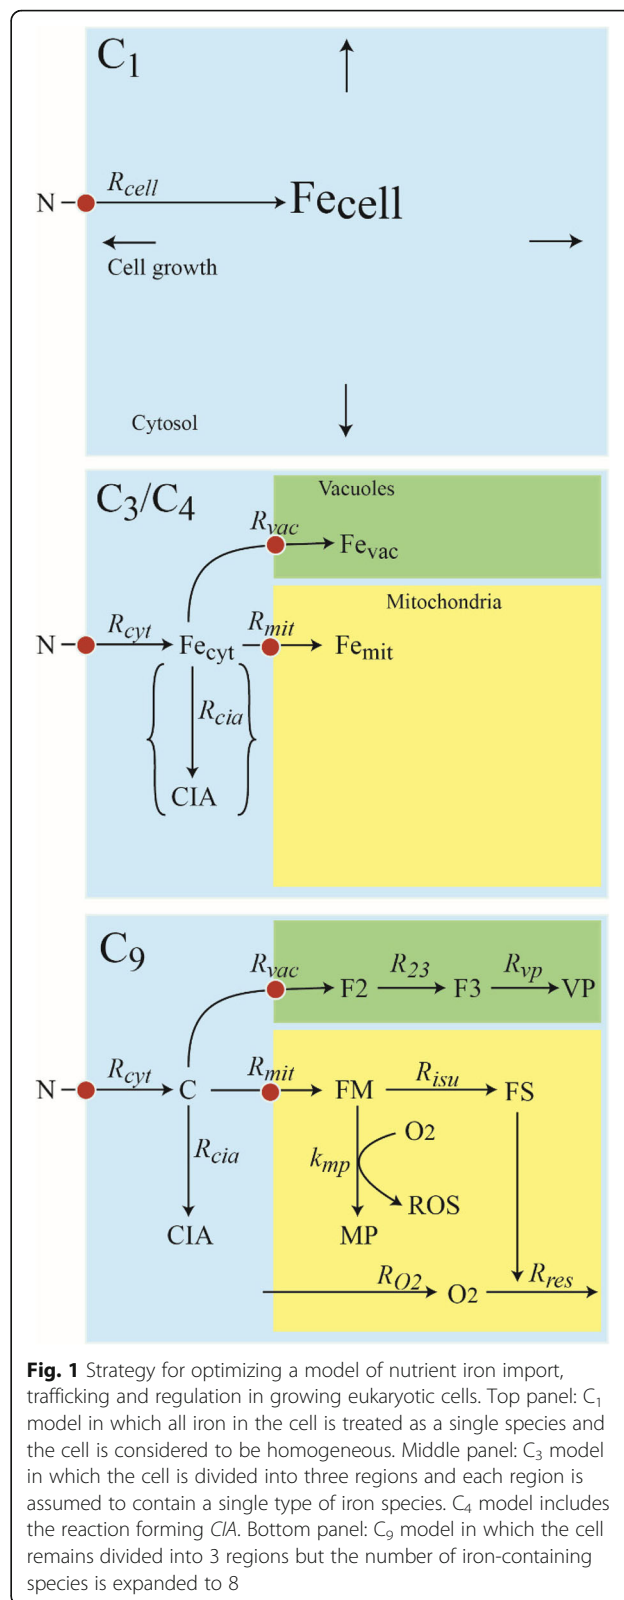 C1
N
Rcell
Fecell
Cell growth
Cytosol
C3/C4
Vacuoles
Rvac
Fevac
Mitochondria
N
Rcyt
Fecyt
Rmit
Femit
Rcia
CIA
C9
Rvac
F2
R23
F3
Rvp
VP
N
Rcyt
C
Rmit
FM
Risu
FS
Rcia
kmp
O2
ROS
CIA
MP
RO2
O2
Rres
Fig. 1 Strategy for optimizing a model of nutrient iron import,
trafficking and regulation in growing eukaryotic cells. Top panel: C1
model in which all iron in the cell is treated as a single species and
the cell is considered to be homogeneous. Middle panel: C3 model
in which the cell is divided into three regions and each region is
assumed to contain a single type of iron species. C4 model includes
the reaction forming CIA. Bottom panel: C9 model in which the cell
remains divided into 3 regions but the number of iron-containing
species is expanded to 8